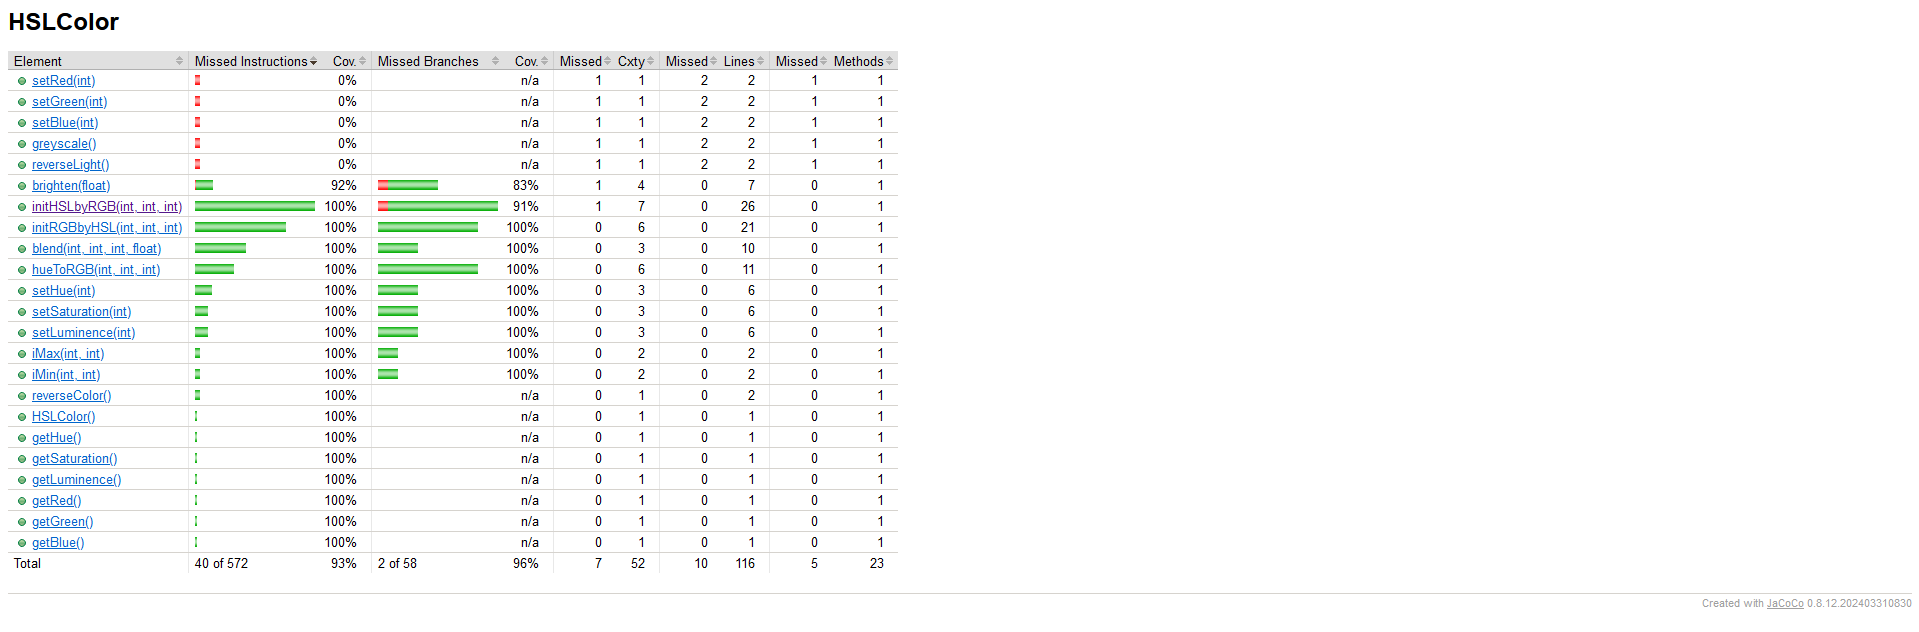 HSLColor
Element Missed Instructions Cov. Missed Branches Cov. Missed Cxty Missed Lines Missed Methods
setRed(int) 0% n/a 1 1 2 2 1 1
setGreen(int) 0% n/a 1 1 2 2 1 1
setBlue(int) 0% n/a 1 1 2 2 1 1
greyscale() 0% n/a 1 1 2 2 1 1
reverseLight() 0% n/a 1 1 2 2 1 1
brighten(float) 92% 83% 1 4 0 7 0 1
initHSLbyRGB(int, int, int) 100% 91% 1 7 0 26 0 1
initRGBbyHSL(int, int, int) 100% 100% 0 6 0 21 0 1
blend(int, int, int, float) 100% 100% 0 3 0 10 0 1
hueToRGB(int, int, int) 100% 100% 0 6 0 11 0 1
setHue(int) 100% 100% 0 3 0 6 0 1
setSaturation(int) 100% 100% 0 3 0 6 0 1
setLuminence(int) 100% 100% 0 3 0 6 0 1
iMax(int, int) 100% 100% 0 2 0 2 0 1
iMin(int, int) 100% 100% 0 2 0 2 0 1
reverseColor() 100% n/a 0 1 0 2 0 1
HSLColor() 100% n/a 0 1 0 1 0 1
getHue() 100% n/a 0 1 0 1 0 1
getSaturation() 100% n/a 0 1 0 1 0 1
getLuminence() 100% n/a 0 1 0 1 0 1
getRed() 100% n/a 0 1 0 1 0 1
getGreen() 100% n/a 0 1 0 1 0 1
getBlue() 100% n/a 0 1 0 1 0 1
Total 40 of 572 93% 2 of 58 96% 7 52 10 116 5 23
Created with JaCoCo 0.8.12.202403310830